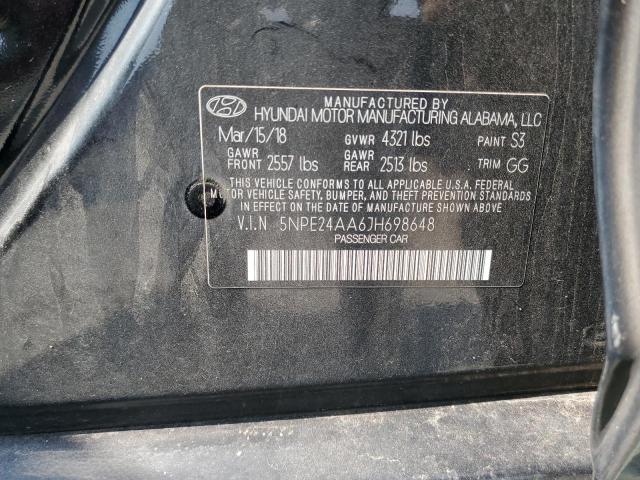 MANUFACTURED BY
HYUNDAI MOTOR MANUFACTURING ALABAMA, LLC
Mar/15/18 GVWR 4321 lbs PAINT S3
GAWR FRONT 2557 lbs GAWR REAR 2513 lbs TRIM GG
THIS VEHICLE CONFORMS TO ALL APPLICABLE U.S.A. FEDERAL
MOTOR VEHICLE SAFETY, BUMPER, AND THEFT PREVENTION STANDARDS
IN EFFECT ON THE DATE OF MANUFACTURE SHOWN ABOVE.
V.I.N 5NPE24AA6JH698648
PASSENGER CAR